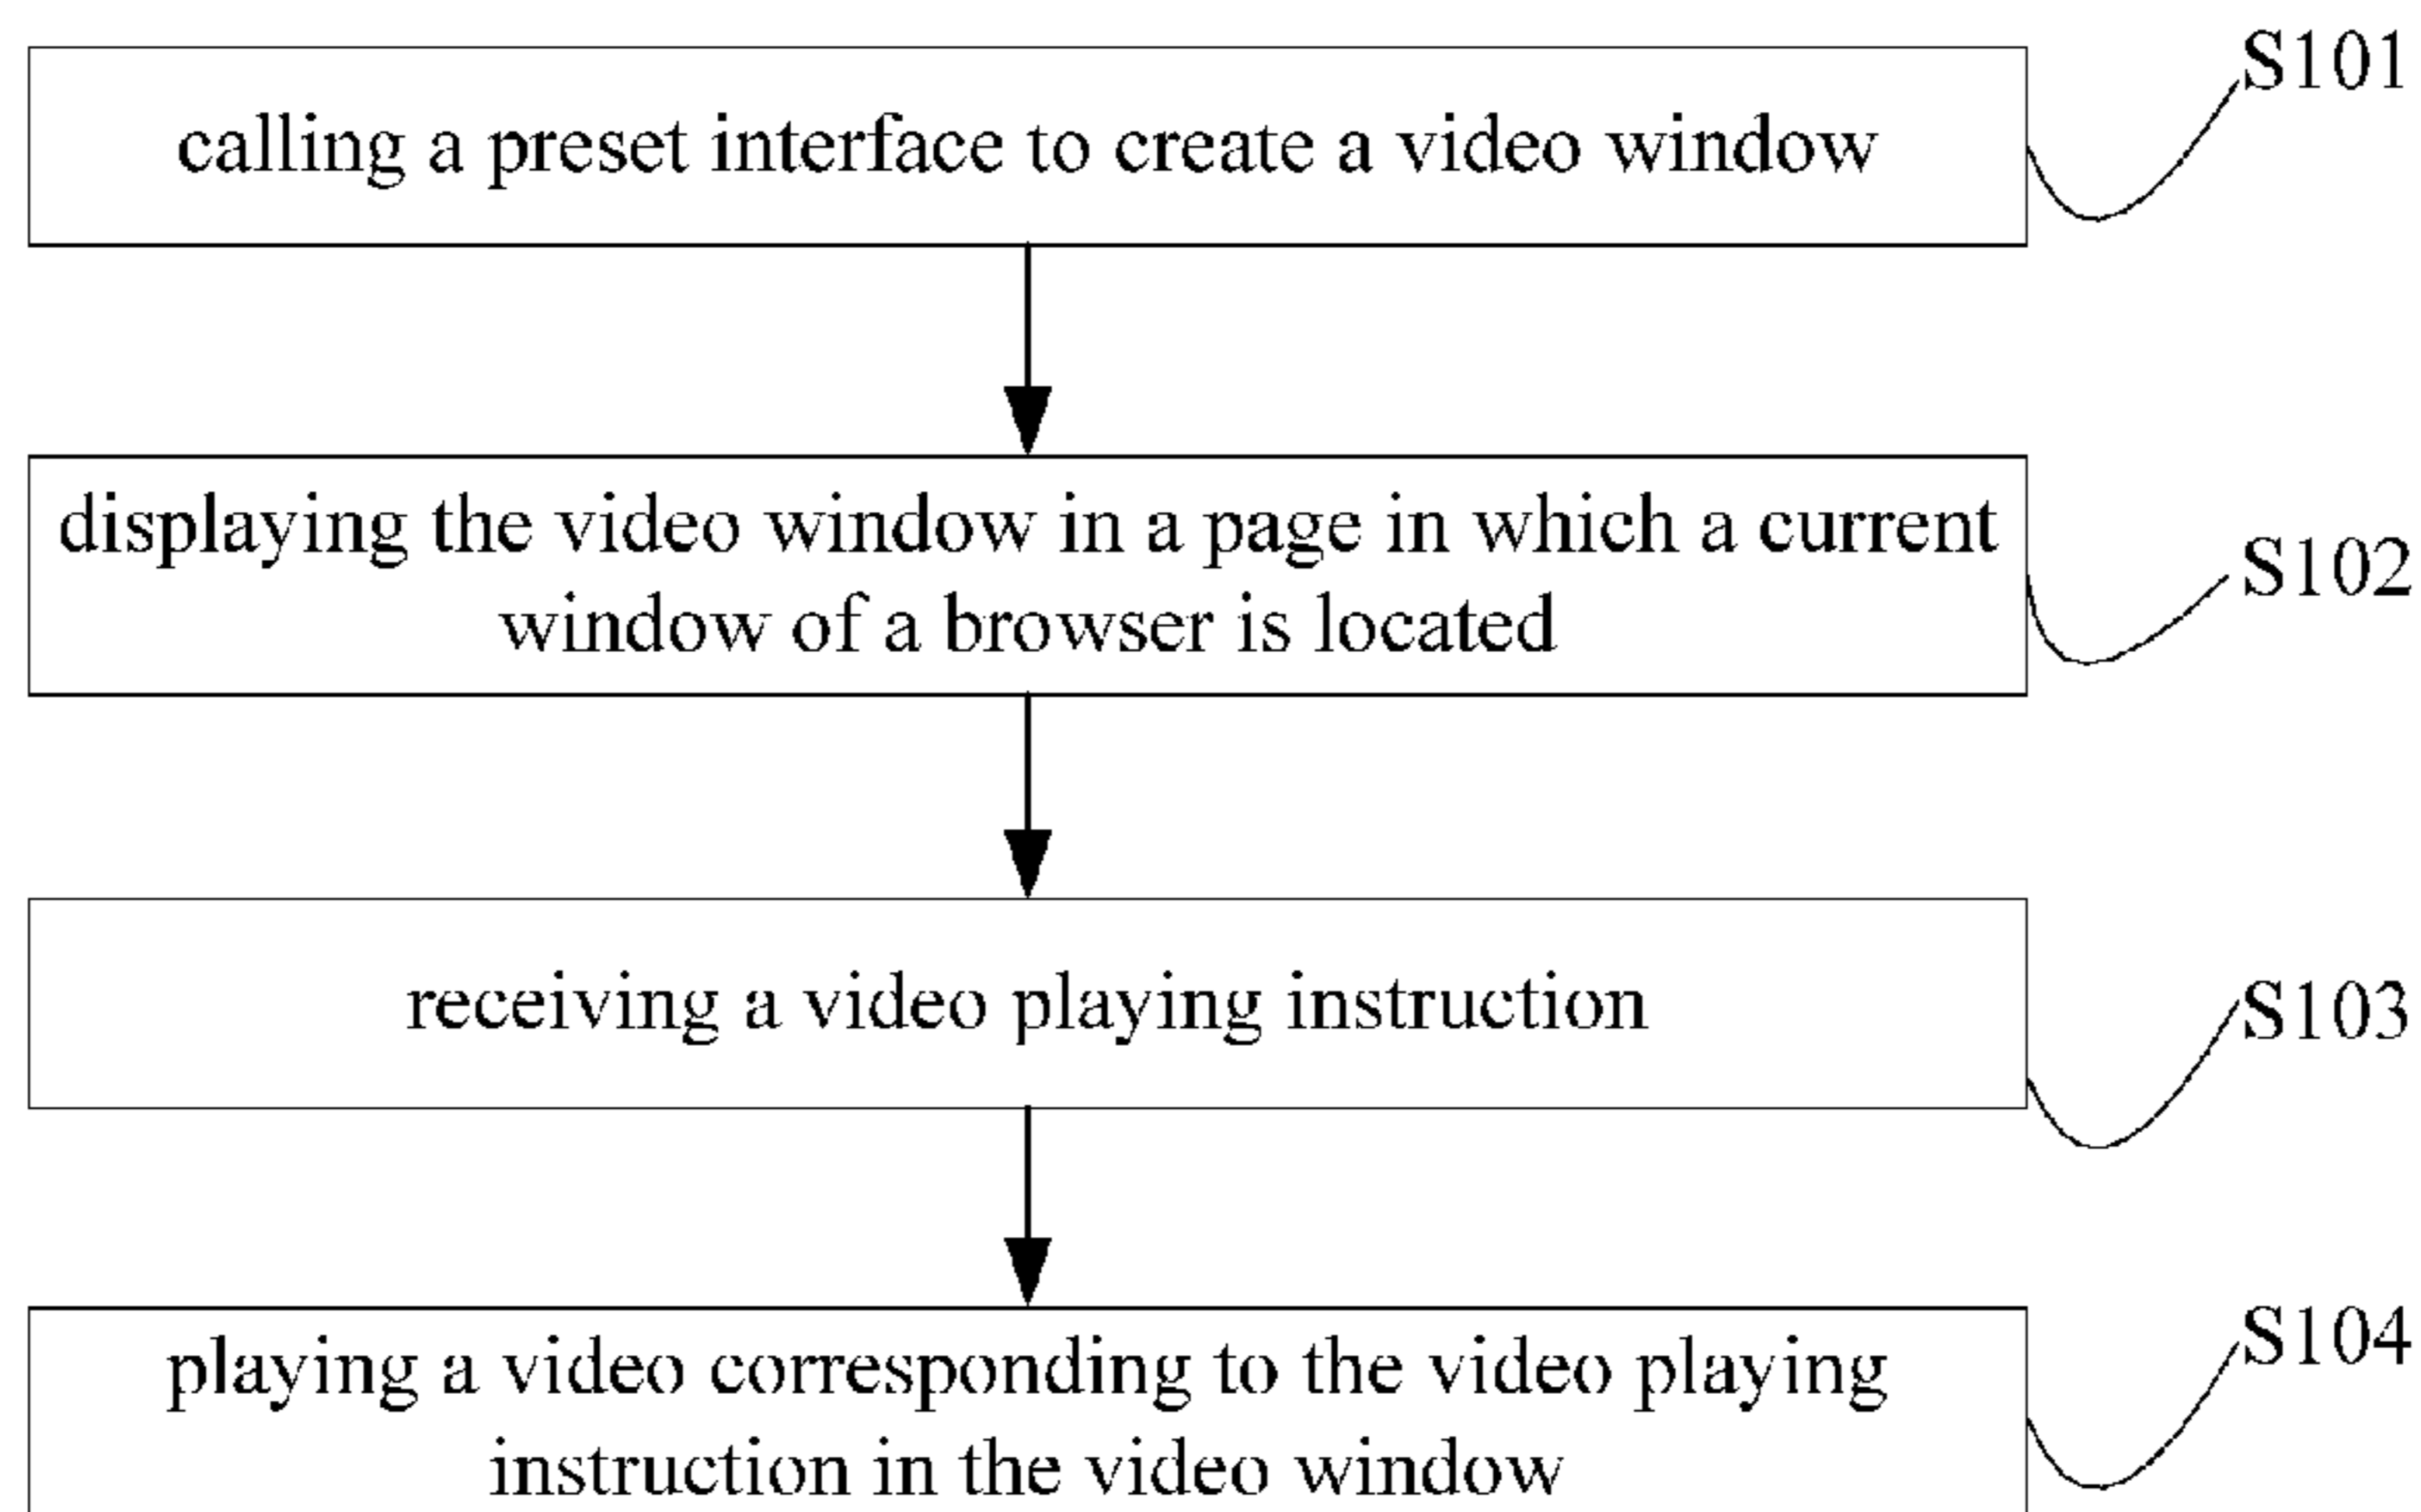 S101
calling a preset interface to create a video window
displaying the video window in a page in which a current
window of a browser is located
S102
receiving a video playing instruction
S103
playing a video corresponding to the video playing
instruction in the video window
S104